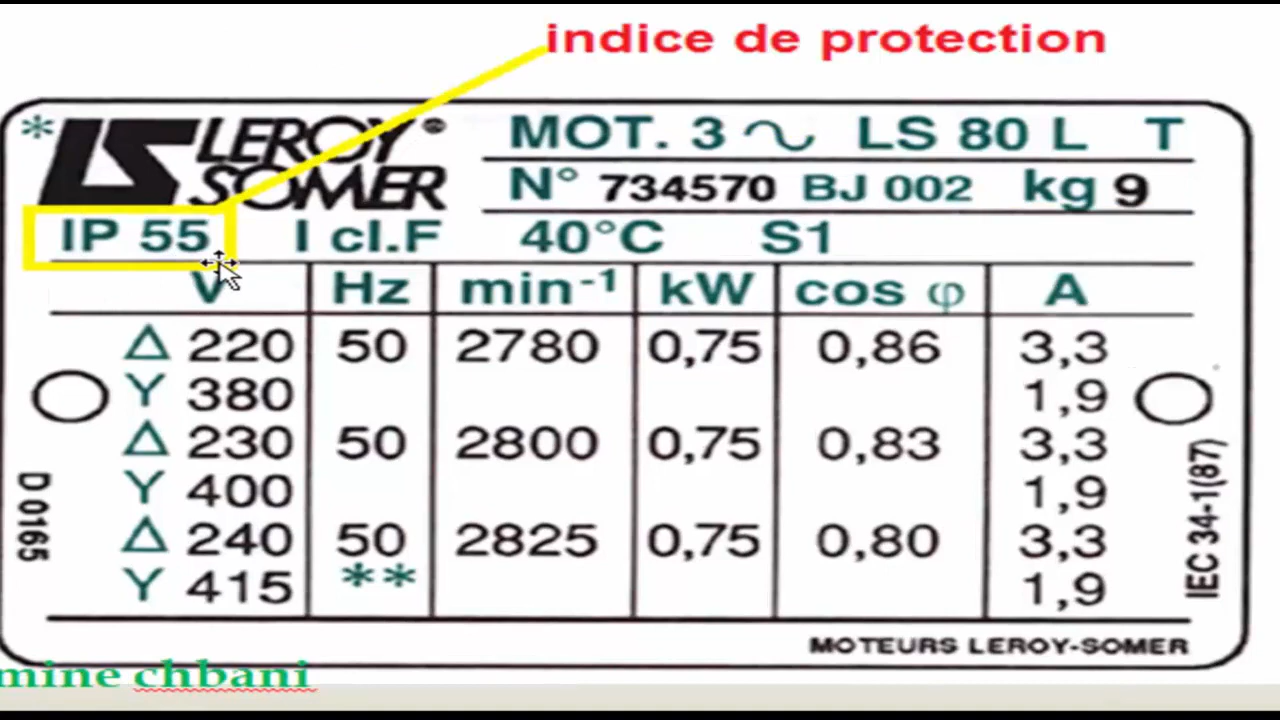 indice de protection
* LS LEROY SOMER ® MOT. 3 ∿ LS 80 L T
N° 734570 BJ 002 kg 9
IP 55 I cl.F 40°C S1
V Hz min-1 kW cos φ A
Δ 220 50 2780 0,75 0,86 3,3
Y 380 1,9
Δ 230 50 2800 0,75 0,83 3,3
Y 400 1,9
Δ 240 50 2825 0,75 0,80 3,3
Y 415 ** 1,9
D 0165
IEC 34-1(87)
MOTEURS LEROY-SOMER
mine chbani